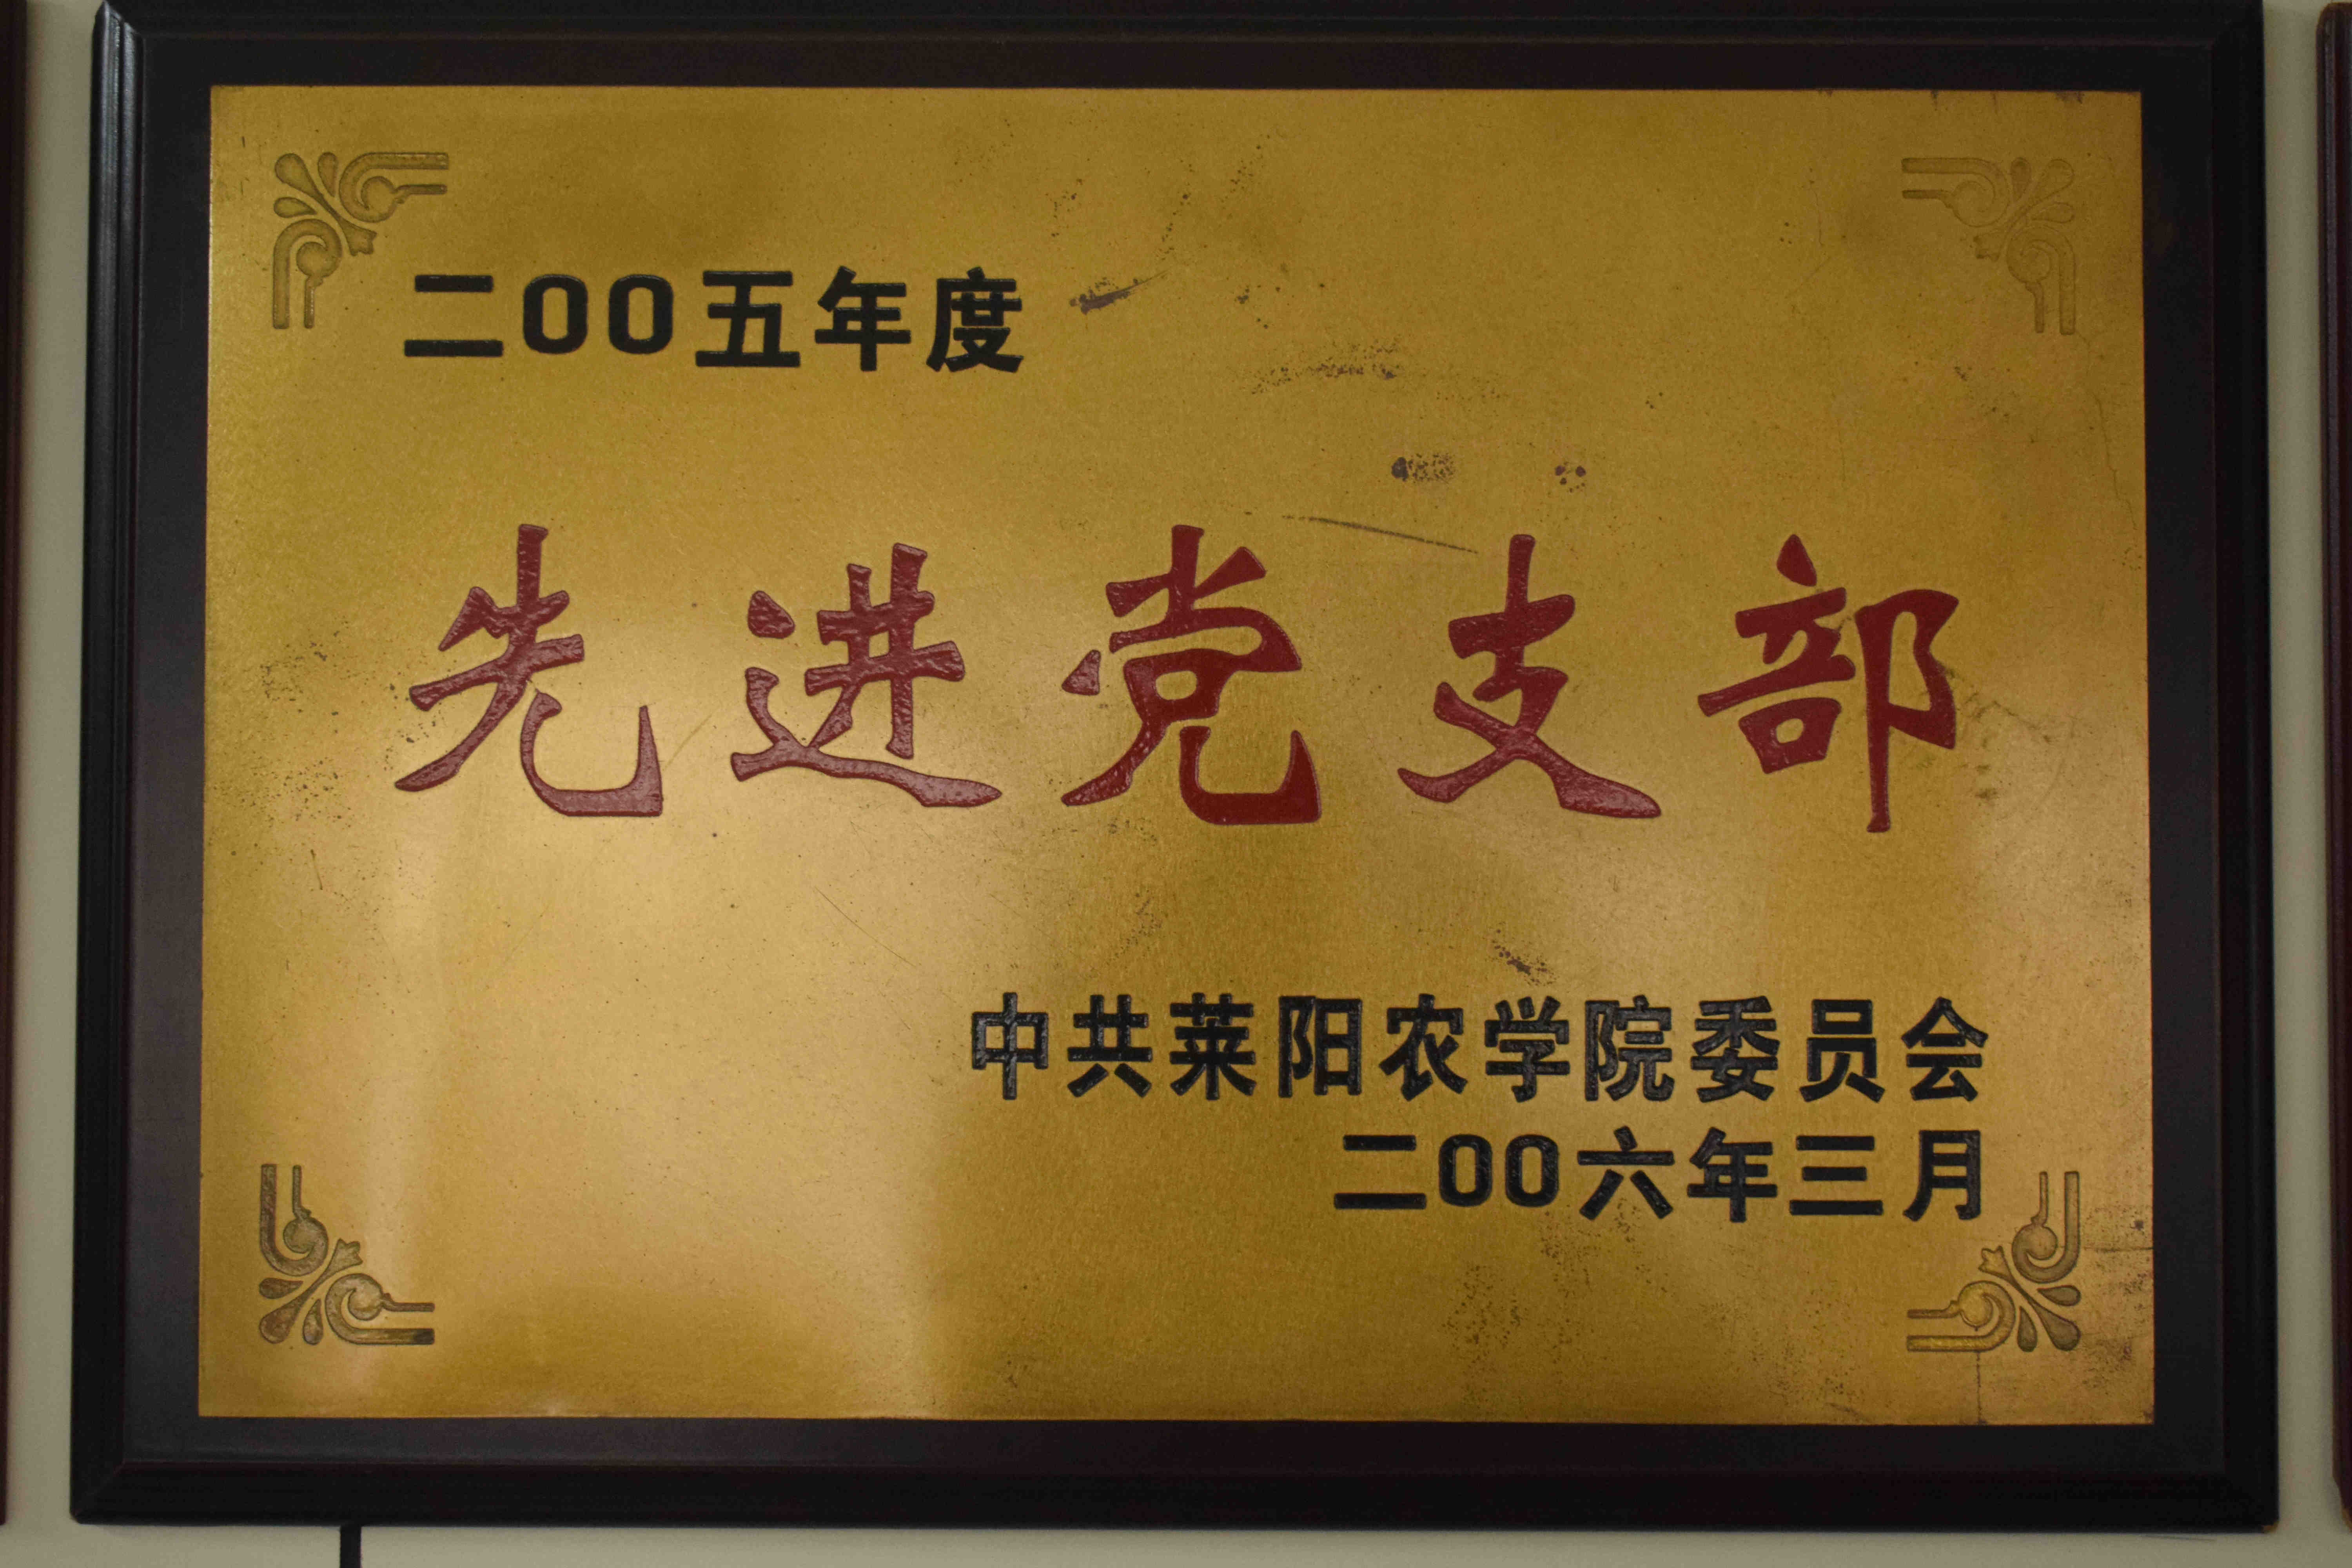 二00五年度
先进党支部
中共莱阳农学院委员会
二00六年三月